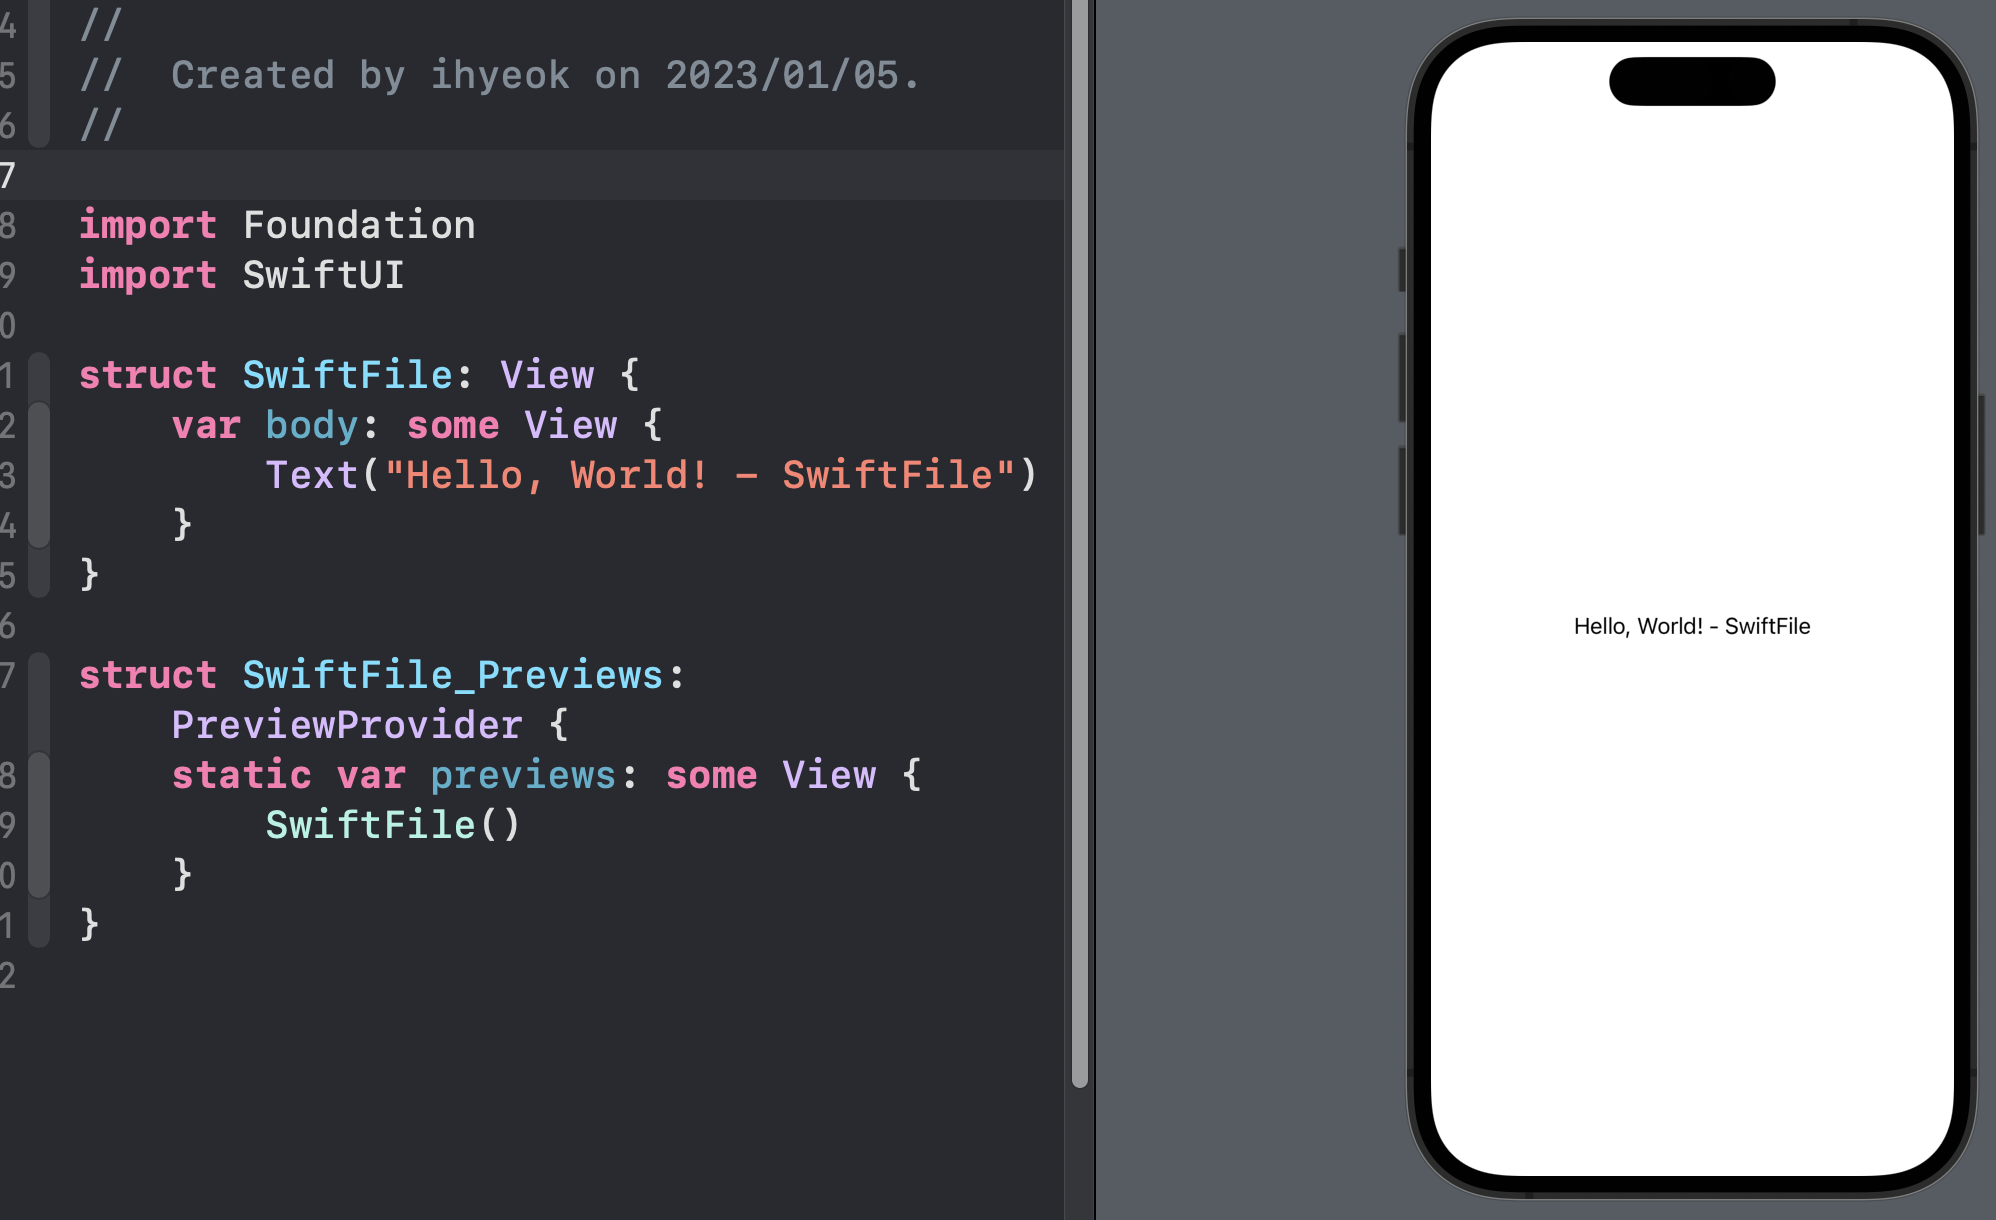 4 //
5 //  Created by ihyeok on 2023/01/05.
6 //
7
8 import Foundation
9 import SwiftUI
0
1 struct SwiftFile: View {
2     var body: some View {
3         Text("Hello, World! - SwiftFile")
4     }
5 }
6
7 struct SwiftFile_Previews:
    PreviewProvider {
8     static var previews: some View {
9         SwiftFile()
0     }
1 }
2
Hello, World! - SwiftFile